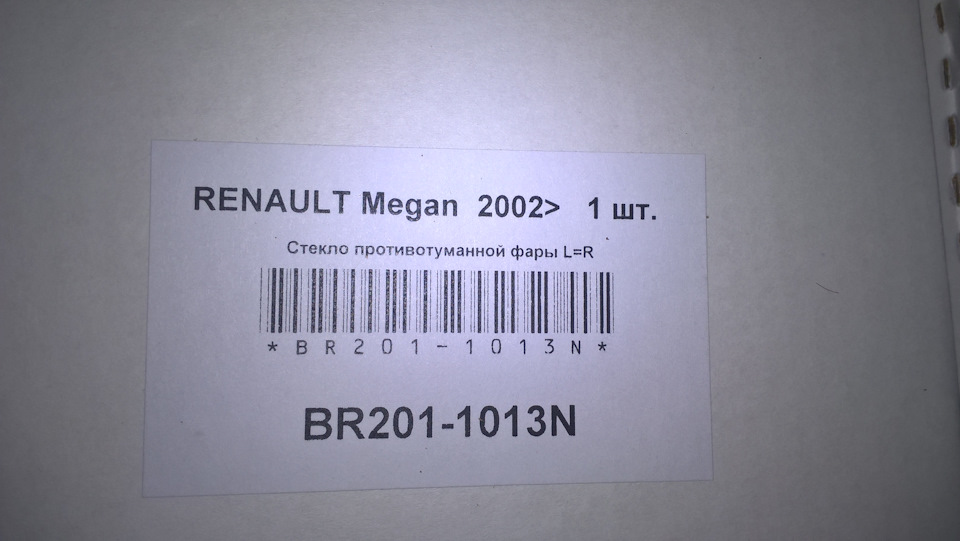 RENAULT Megan 2002> 1 шт.
Стекло противотуманной фары L=R
*BR201-1013N*
BR201-1013N